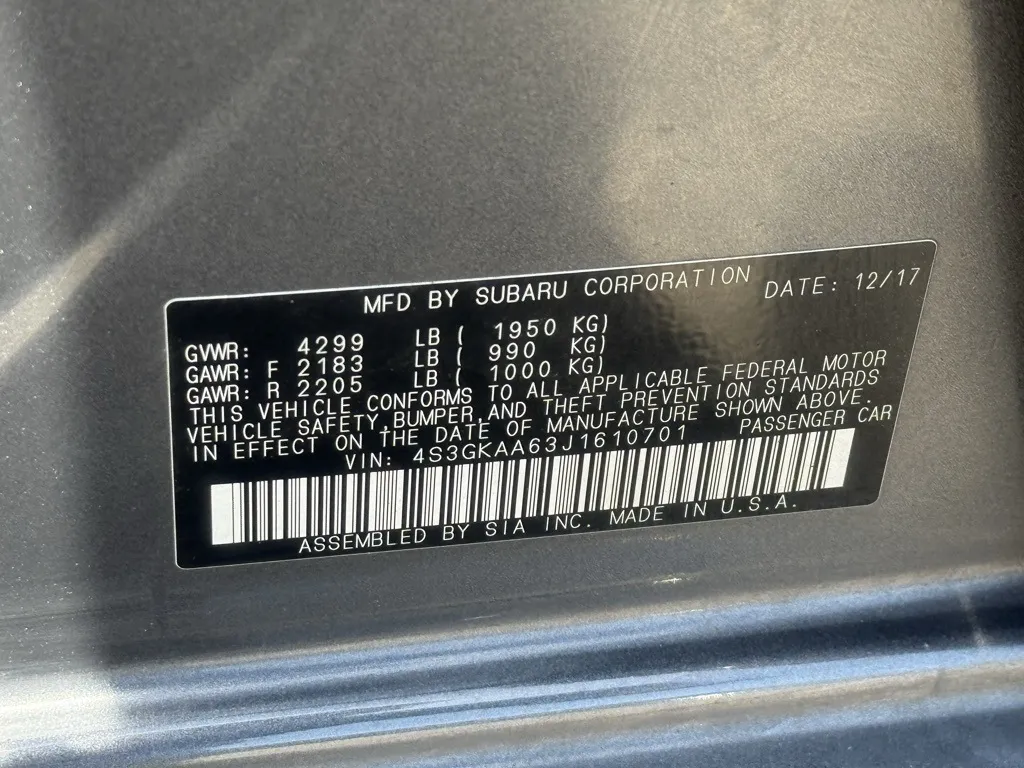 MFD BY SUBARU CORPORATION DATE: 12/17
GVWR: 4299 LB ( 1950 KG)
GAWR: F 2183 LB ( 990 KG)
GAWR: R 2205 LB ( 1000 KG)
THIS VEHICLE CONFORMS TO ALL APPLICABLE FEDERAL MOTOR
VEHICLE SAFETY,BUMPER,AND THEFT PREVENTION STANDARDS
IN EFFECT ON THE DATE OF MANUFACTURE SHOWN ABOVE.
VIN: 4S3GKAA63J1610701 PASSENGER CAR
ASSEMBLED BY SIA INC. MADE IN U.S.A.